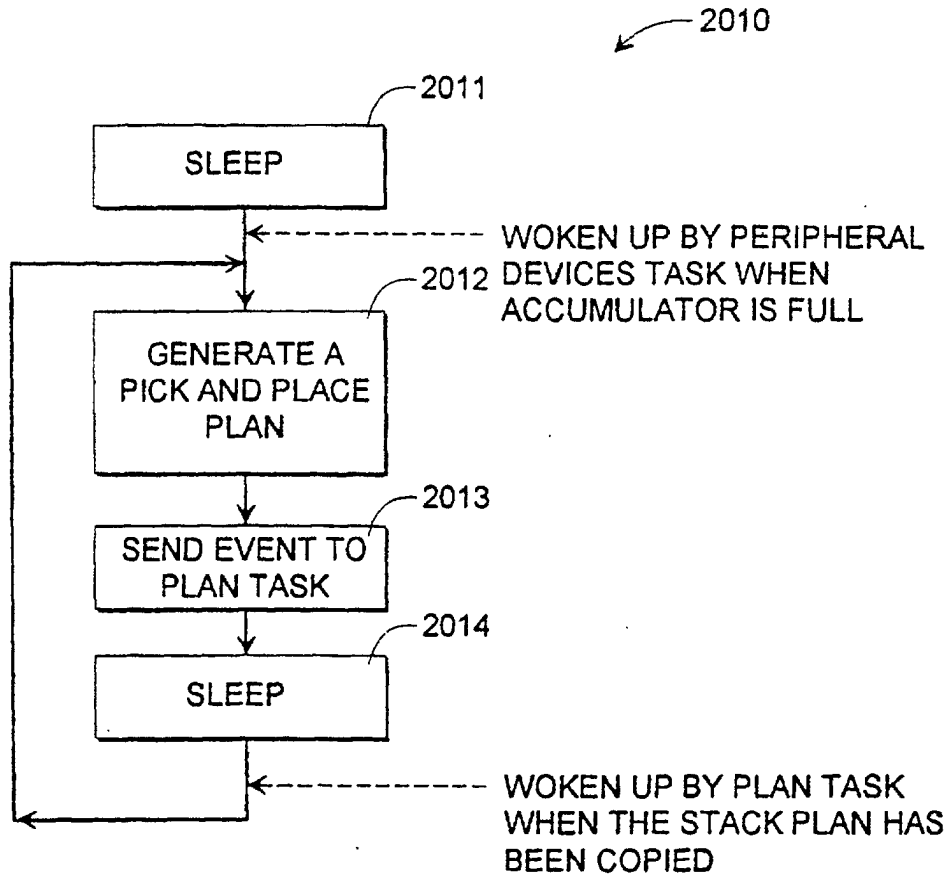 2010
2011
SLEEP
WOKEN UP BY PERIPHERAL
DEVICES TASK WHEN
ACCUMULATOR IS FULL
2012
GENERATE A
PICK AND PLACE
PLAN
2013
SEND EVENT TO
PLAN TASK
2014
SLEEP
WOKEN UP BY PLAN TASK
WHEN THE STACK PLAN HAS
BEEN COPIED